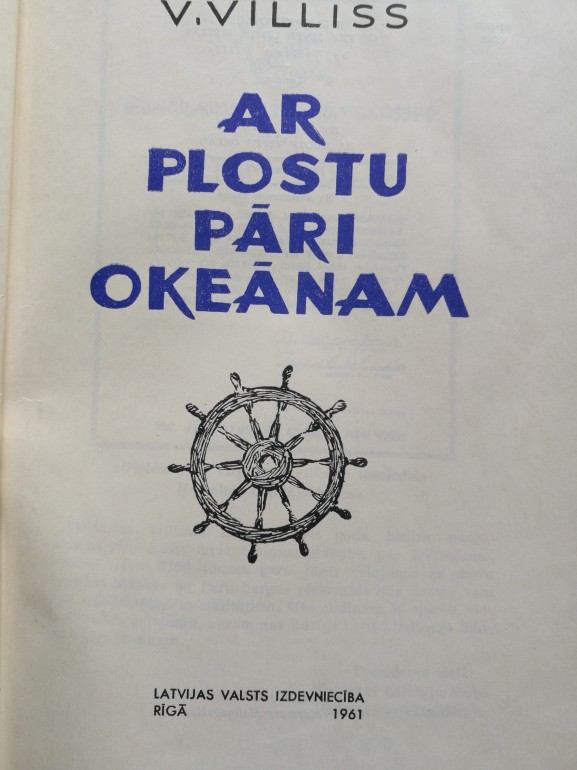 V. VILLISS
AR
PLOSTU
PĀRI
OKEĀNAM
LATVIJAS VALSTS IZDEVNIECĪBA
RĪGĀ 1961